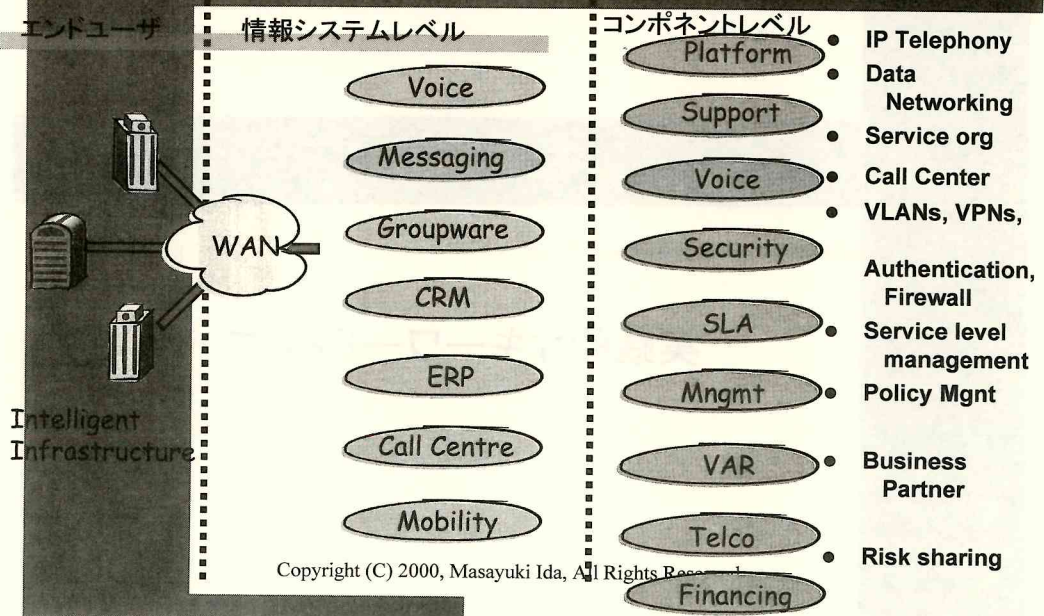 エンドユーザ
情報システムレベル
コンポネントレベル
Voice
Messaging
Groupware
CRM
ERP
Call Centre
Mobility
WAN
Intelligent
Infrastructure
Platform
Support
Voice
Security
SLA
Mngmt
VAR
Telco
Financing
• IP Telephony
• Data
Networking
• Service org
• Call Center
• VLANs, VPNs,
Authentication,
Firewall
• Service level
management
• Policy Mgnt
• Business
Partner
• Risk sharing
Copyright (C) 2000, Masayuki Ida, All Rights